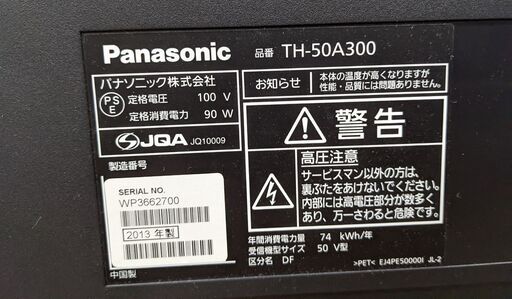 Panasonic
品番 TH-50A300
パナソニック株式会社
PS
E
定格電圧 100 V
定格消費電力 90 W
JQA JQ10009
製造番号
SERIAL NO.
WP3662700
2013 年製
中国製
お知らせ
本体の温度が高くなりますが
性能・品質には問題ありません。
警告
高圧注意
サービスマン以外の方は、
裏ぶたをあけないでください。
内部には高電圧部分が数多く
あり、万一さわると危険です。
年間消費電力量 74 kWh/年
受信機型サイズ 50 V型
区分名 DF
>PET< EJ4PE50000I JL-2